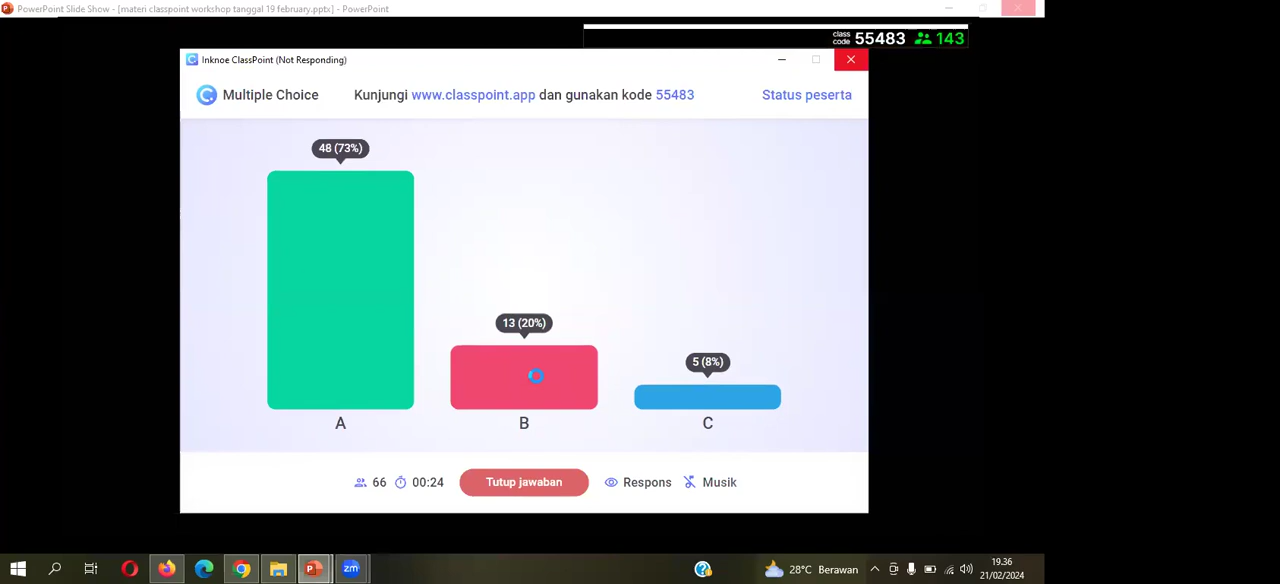 PowerPoint Slide Show - [materi classpoint workshop tanggal 19 february.pptx] - PowerPoint
class code 55483 143
Inknoe ClassPoint (Not Responding)
Multiple Choice
Kunjungi www.classpoint.app dan gunakan kode 55483
Status peserta
48 (73%)
13 (20%)
5 (8%)
A
B
C
66 00:24 Tutup jawaban Respons Musik
zm
28°C Berawan
19.36
21/02/2024